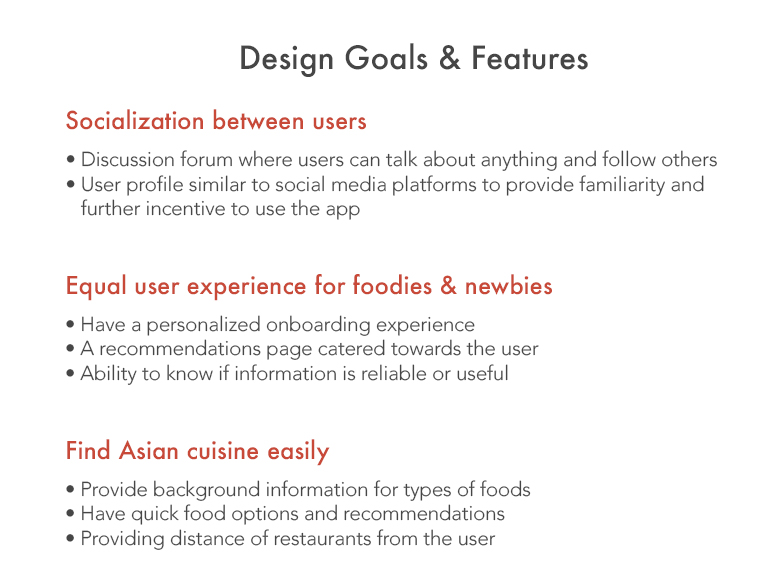 Design Goals & Features
Socialization between users
• Discussion forum where users can talk about anything and follow others
• User profile similar to social media platforms to provide familiarity and
further incentive to use the app
Equal user experience for foodies & newbies
• Have a personalized onboarding experience
• A recommendations page catered towards the user
• Ability to know if information is reliable or useful
Find Asian cuisine easily
• Provide background information for types of foods
• Have quick food options and recommendations
• Providing distance of restaurants from the user